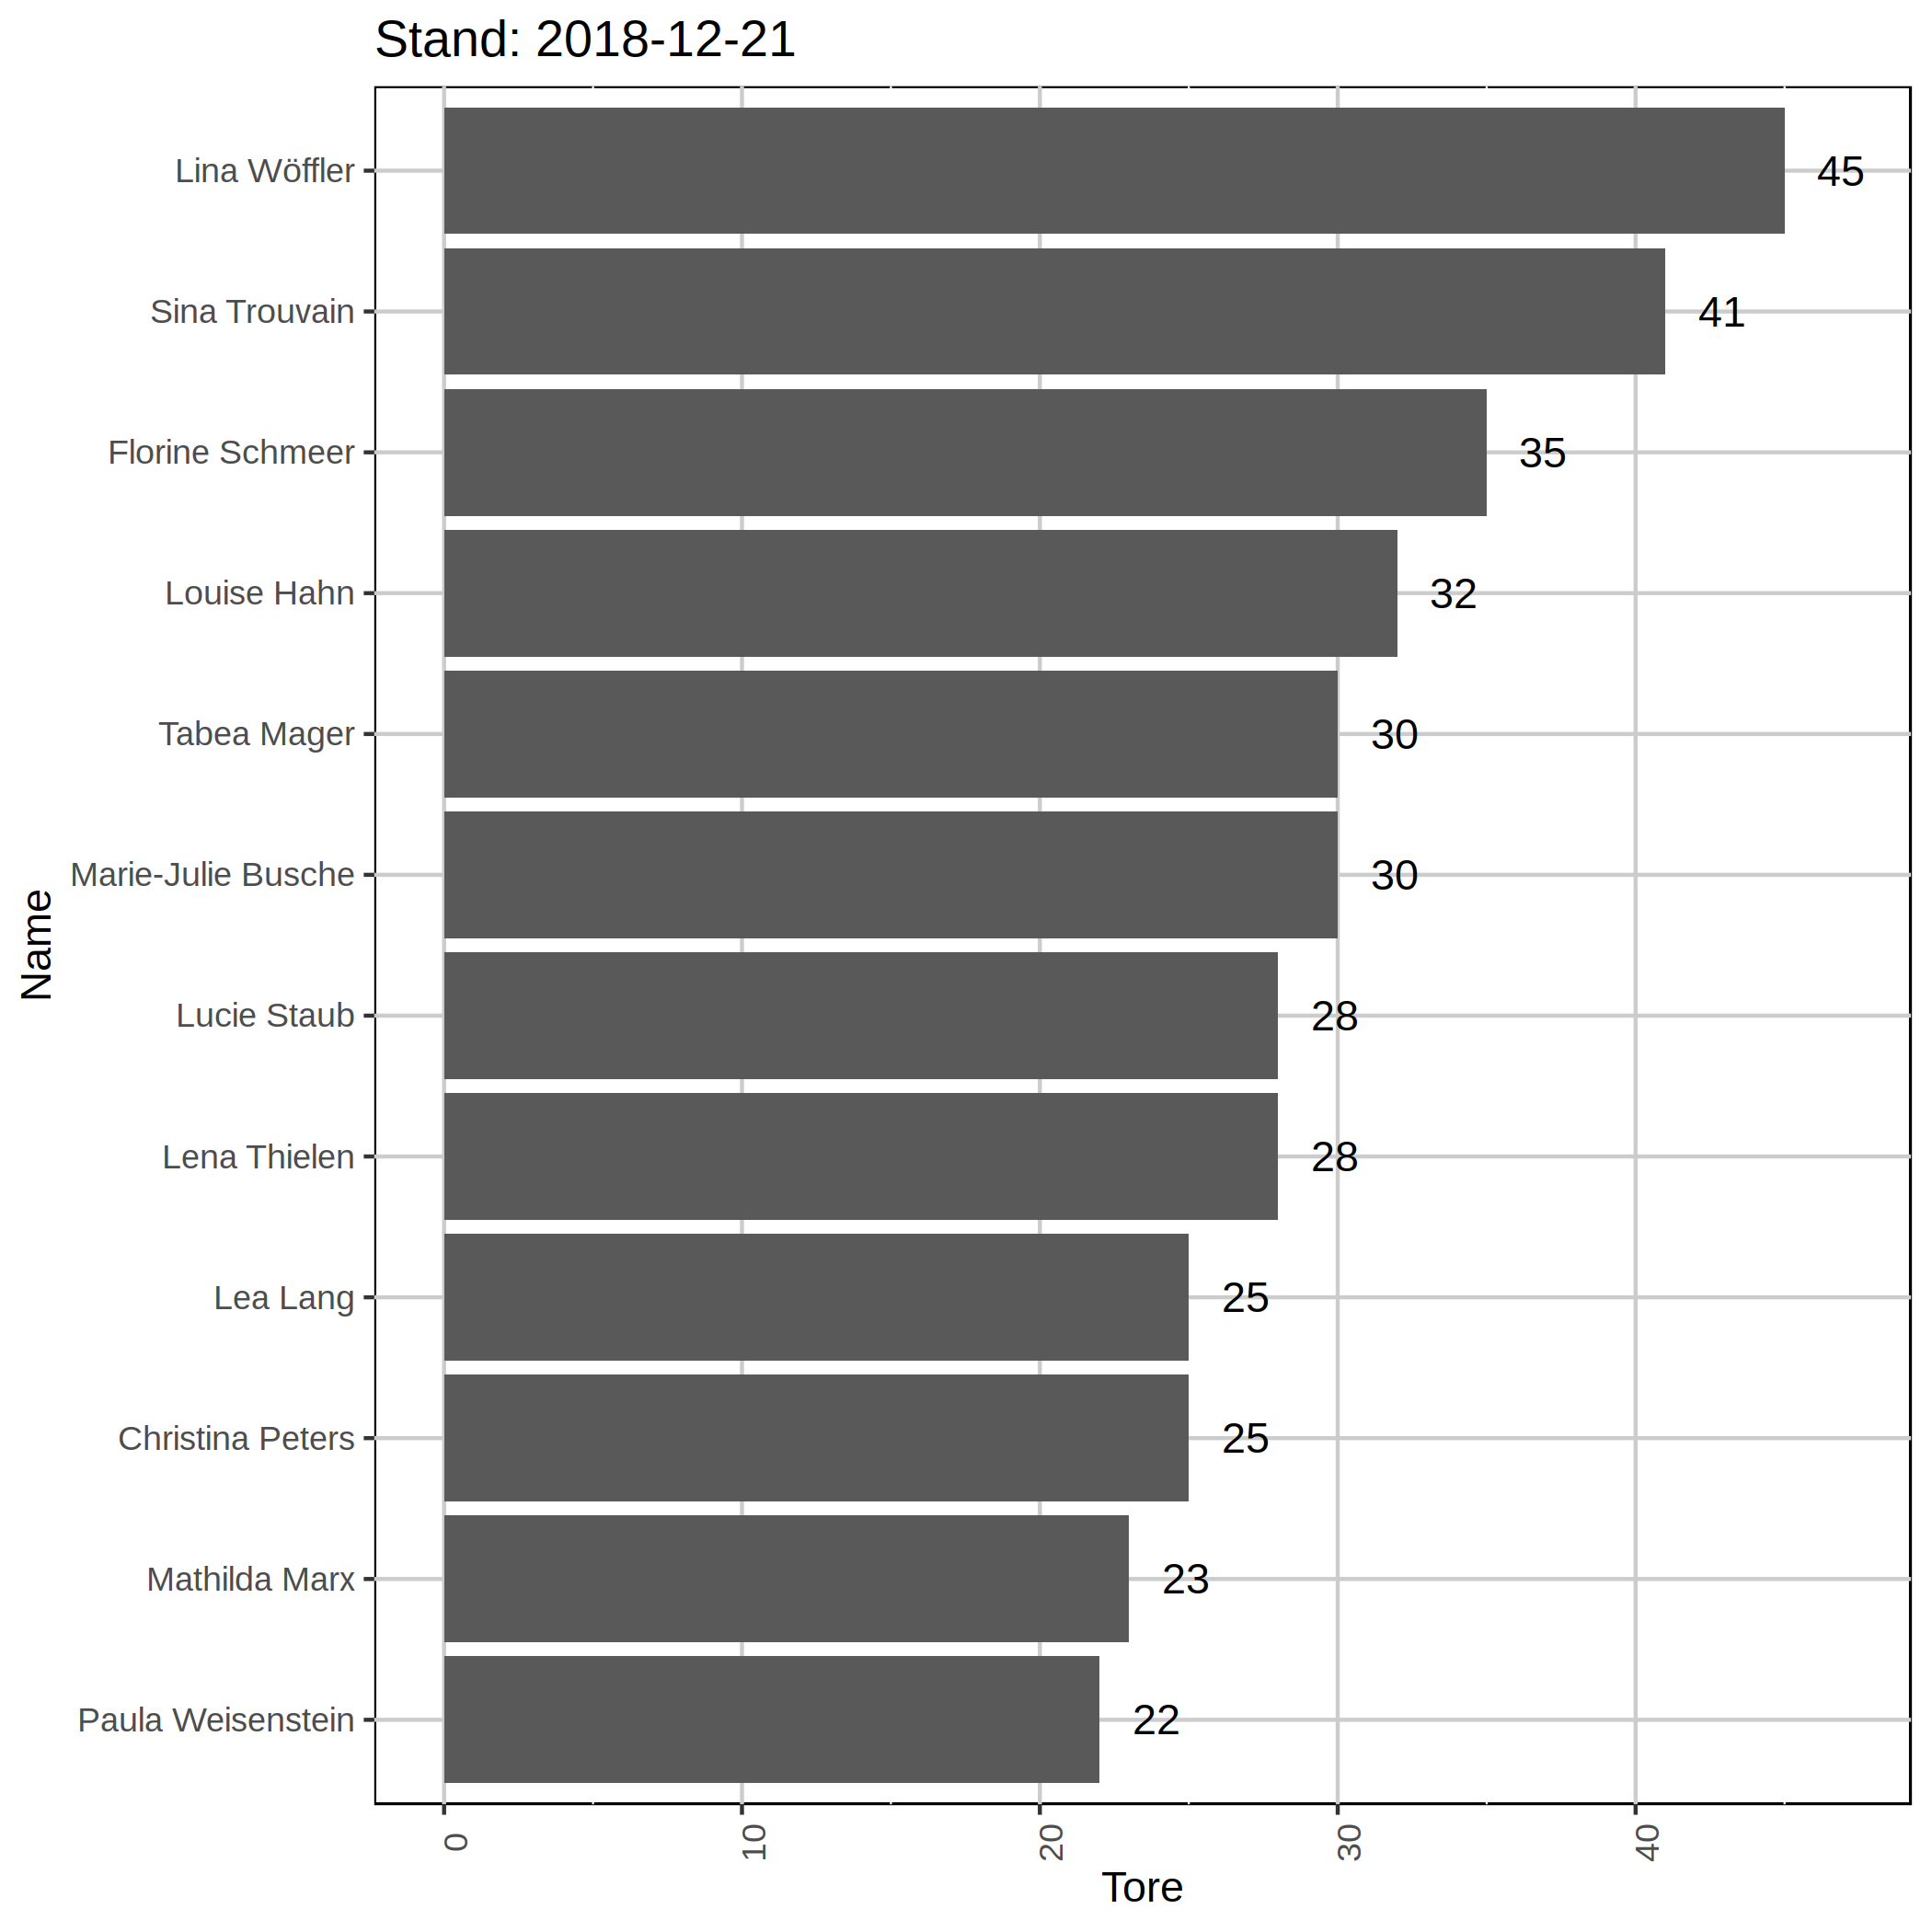 Stand: 2018-12-21
Lina Wöffler 45
Sina Trouvain 41
Florine Schmeer 35
Louise Hahn 32
Tabea Mager 30
Marie-Julie Busche 30
Lucie Staub 28
Lena Thielen 28
Lea Lang 25
Christina Peters 25
Mathilda Marx 23
Paula Weisenstein 22
Name
0 10 20 30 40
Tore